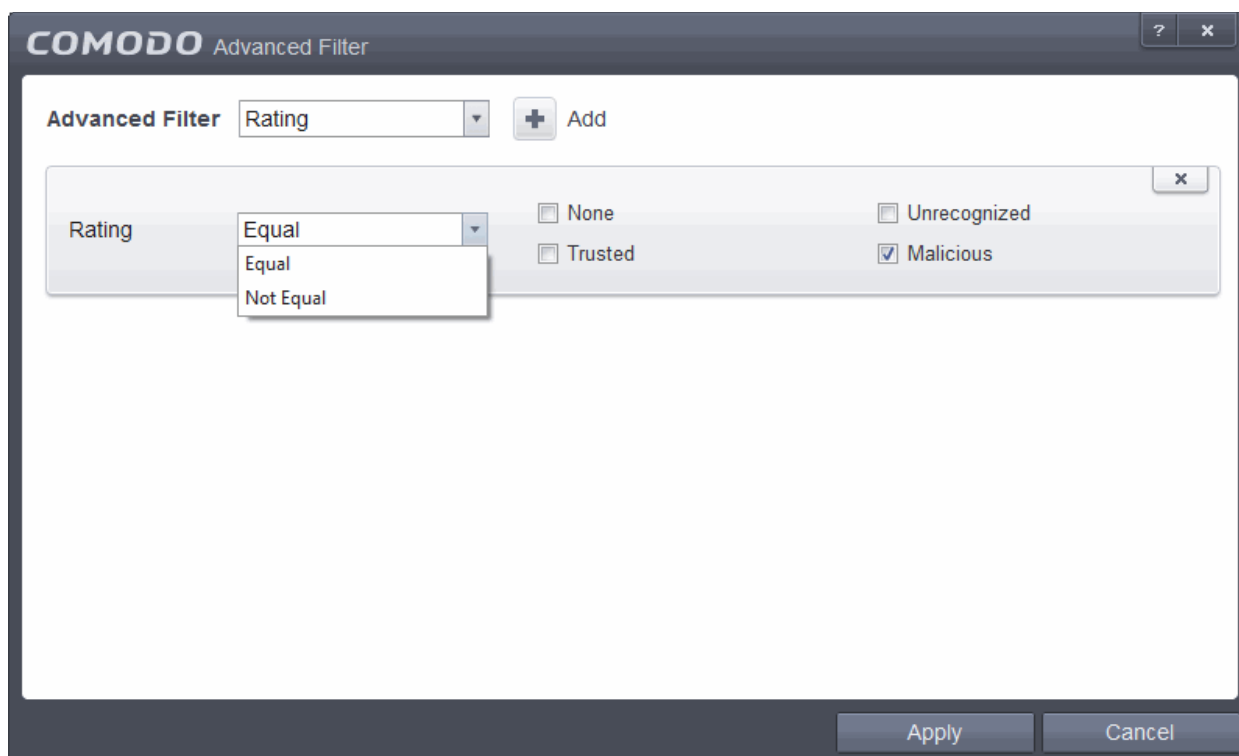 COMODO Advanced Filter
? x
Advanced Filter Rating + Add
x
Rating Equal
None Unrecognized
Trusted Malicious
Equal
Not Equal
Apply Cancel